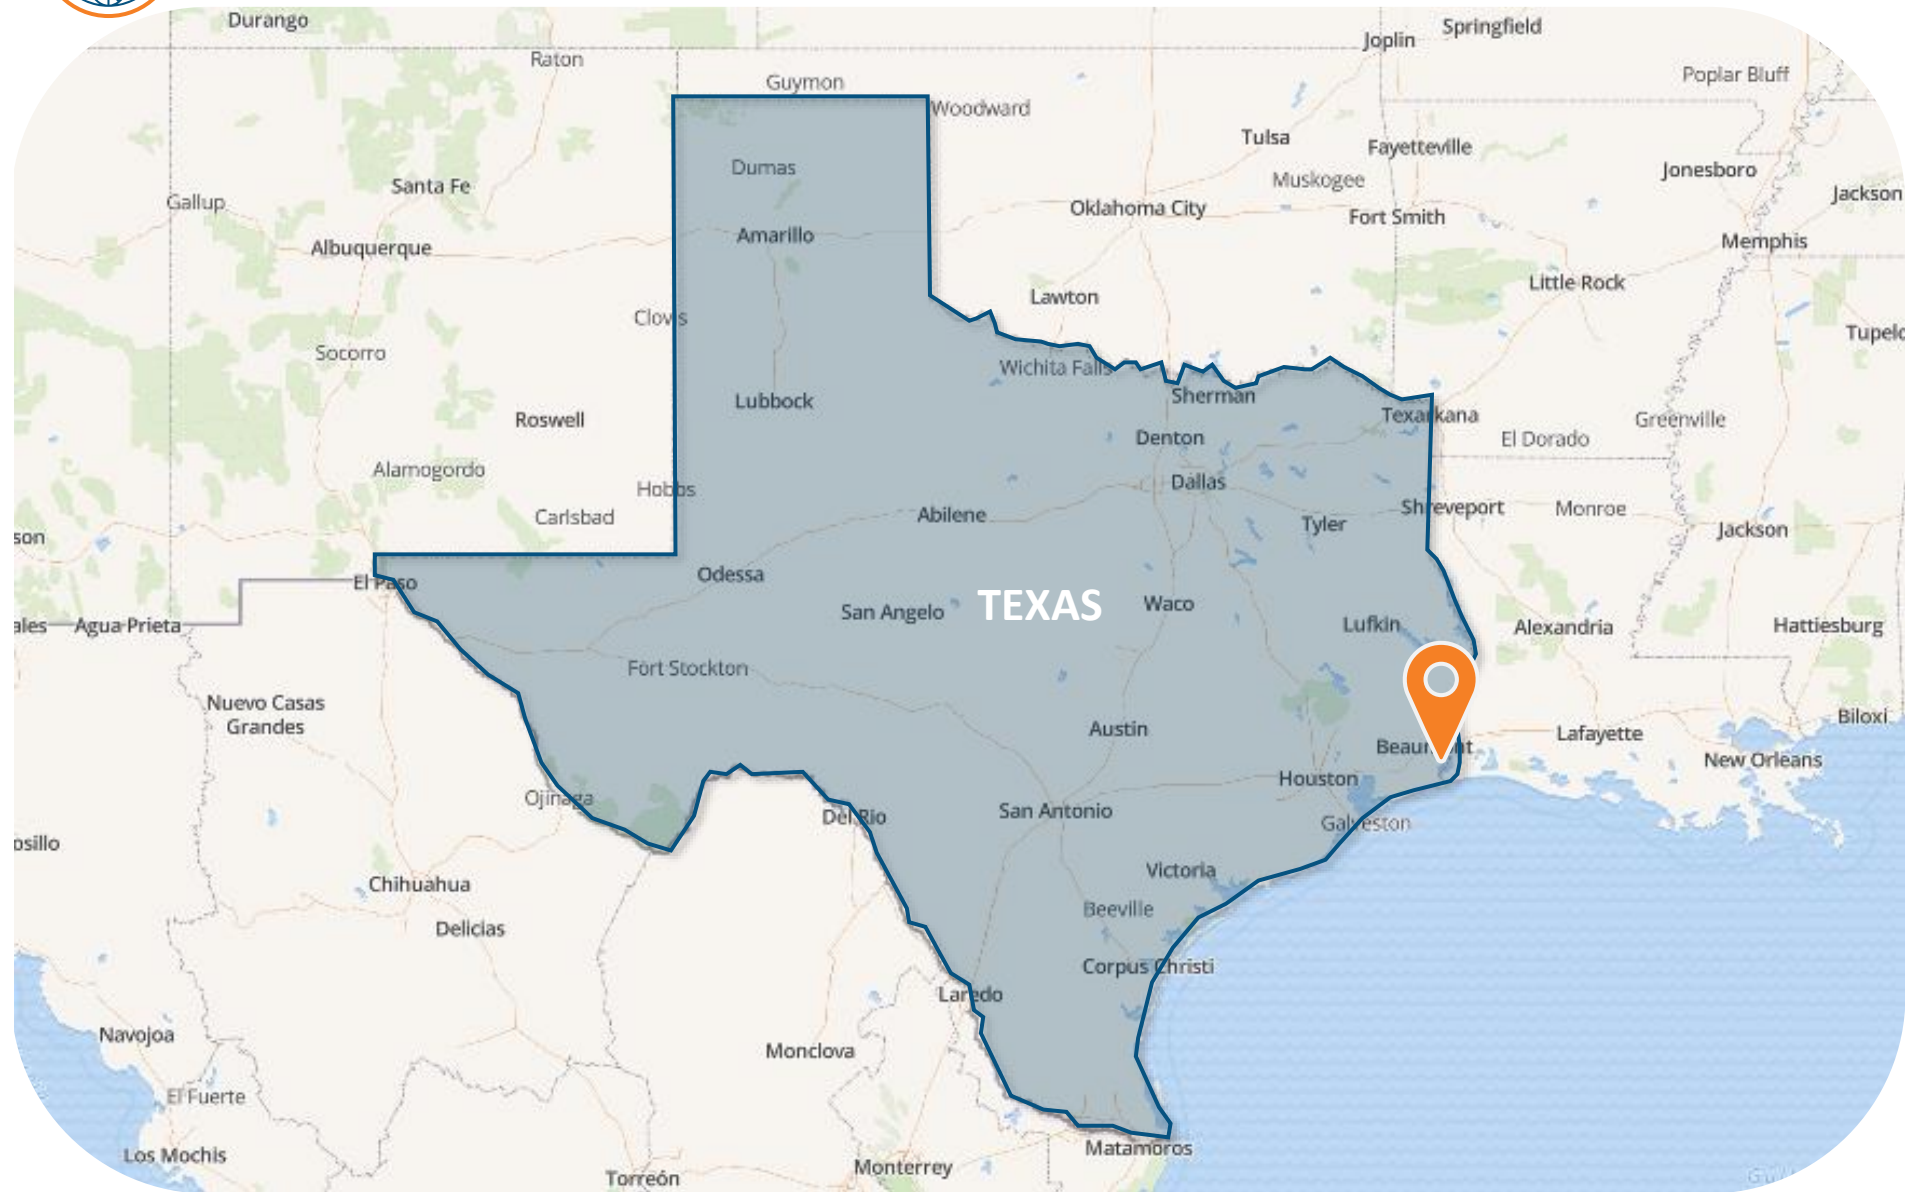 Durango
Springfield
Joplin
Raton
Poplar Bluff
Guymon
Woodward
Tulsa
Fayetteville
Dumas
Jonesboro
Muskogee
Santa Fe
Jackson
Gallup
Oklahoma City
Fort Smith
Amarillo
Memphis
Albuquerque
Little Rock
Lawton
Clovis
Tupelo
Socorro
Wichita Falls
Sherman
Lubbock
Texarkana
Roswell
Greenville
Denton
El Dorado
Alamogordo
Dallas
Hobbs
Shreveport
Monroe
Abilene
Carlsbad
Tyler
Jackson
son
Odessa
El Paso
TEXAS
Waco
San Angelo
Lufkin
ales
Agua Prieta
Alexandria
Hattiesburg
Fort Stockton
Nuevo Casas
Grandes
Biloxi
Austin
Lafayette
Beaumont
New Orleans
Houston
Ojinaga
San Antonio
Del Rio
Galveston
osillo
Victoria
Chihuahua
Beeville
Delicias
Corpus Christi
Laredo
Navojoa
Monclova
El Fuerte
Matamoros
Los Mochis
Monterrey
Torreón